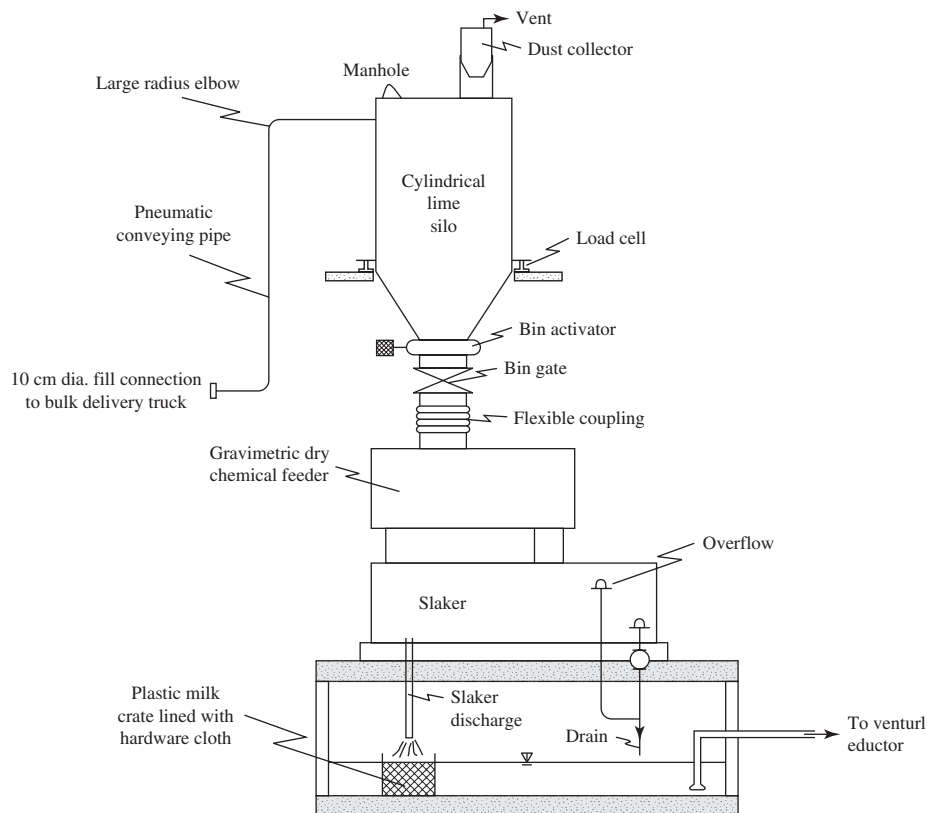 Vent
Dust collector
Manhole
Large radius elbow
Cylindrical
lime
silo
Pneumatic
conveying pipe
Load cell
Bin activator
Bin gate
10 cm dia. fill connection
to bulk delivery truck
Flexible coupling
Gravimetric dry
chemical feeder
Overflow
Slaker
Plastic milk
crate lined with
hardware cloth
Slaker
discharge
Drain
To venturl
eductor